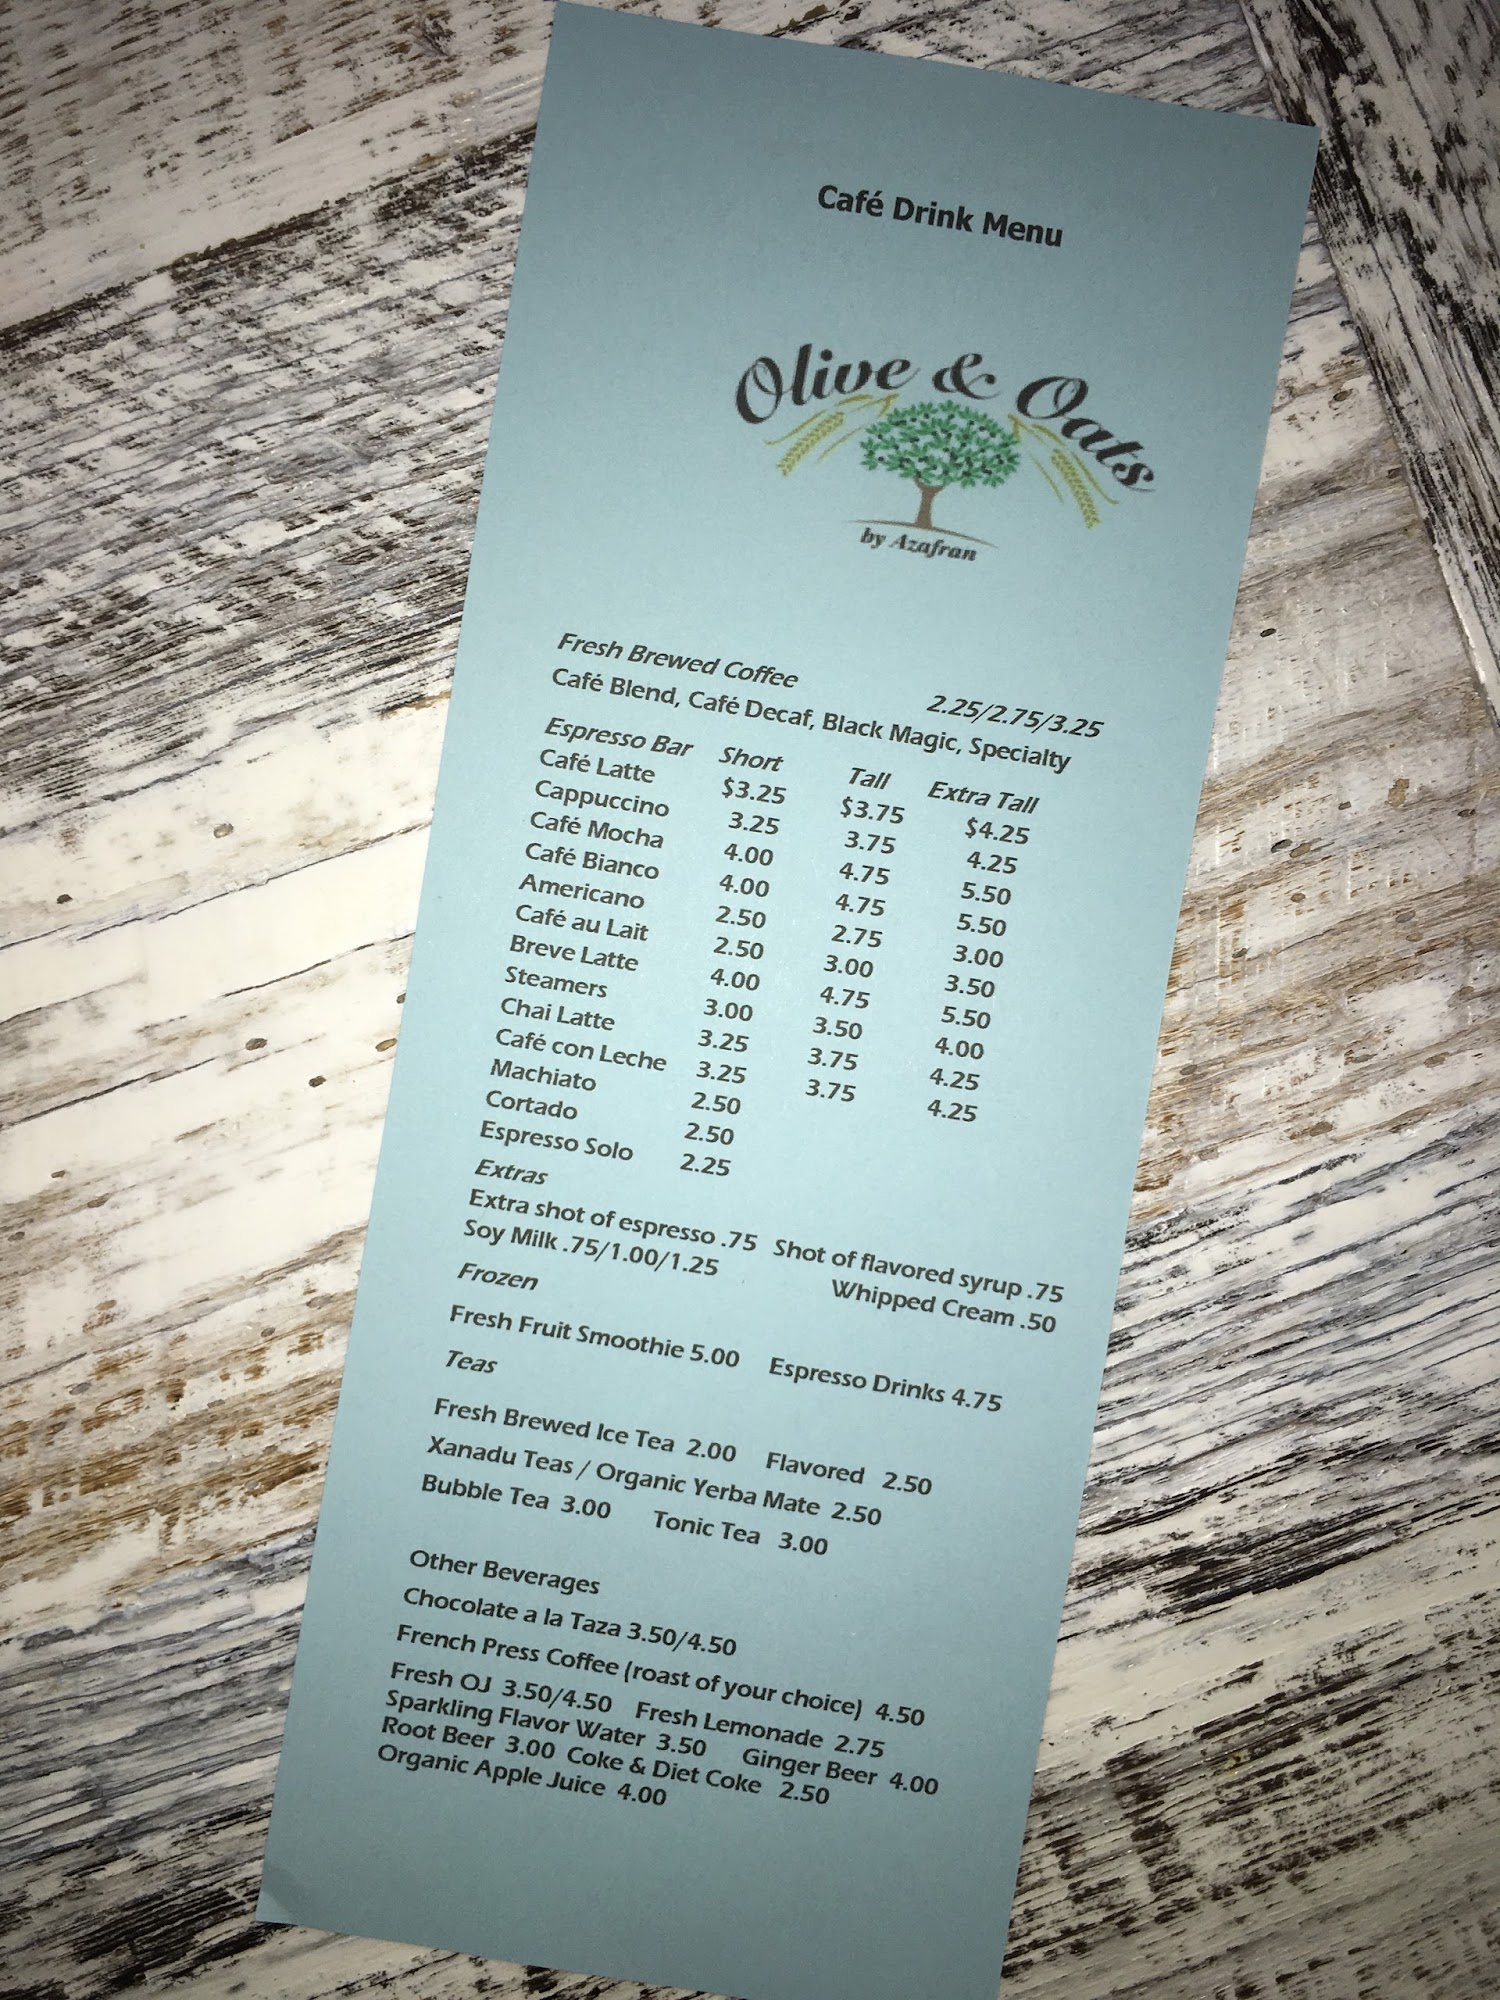 Café Drink Menu
Olive & Oats
by Azafran
Fresh Brewed Coffee 2.25/2.75/3.25
Café Blend, Café Decaf, Black Magic, Specialty
Espresso Bar Short Tall Extra Tall
Café Latte $3.25 $3.75 $4.25
Cappuccino 3.25 3.75 4.25
Café Mocha 4.00 4.75 5.50
Café Bianco 4.00 4.75 5.50
Americano 2.50 2.75 3.00
Café au Lait 2.50 3.00 3.50
Breve Latte 4.00 4.75 5.50
Steamers 3.00 3.50 4.00
Chai Latte 3.25 3.75 4.25
Café con Leche 3.25 3.75 4.25
Machiato 2.50
Cortado 2.50
Espresso Solo 2.25
Extras
Extra shot of espresso .75 Shot of flavored syrup .75
Soy Milk .75/1.00/1.25 Whipped Cream .50
Frozen
Fresh Fruit Smoothie 5.00 Espresso Drinks 4.75
Teas
Fresh Brewed Ice Tea 2.00 Flavored 2.50
Xanadu Teas / Organic Yerba Mate 2.50
Bubble Tea 3.00 Tonic Tea 3.00
Other Beverages
Chocolate a la Taza 3.50/4.50
French Press Coffee (roast of your choice) 4.50
Fresh OJ 3.50/4.50 Fresh Lemonade 2.75
Sparkling Flavor Water 3.50 Ginger Beer 4.00
Root Beer 3.00 Coke & Diet Coke 2.50
Organic Apple Juice 4.00